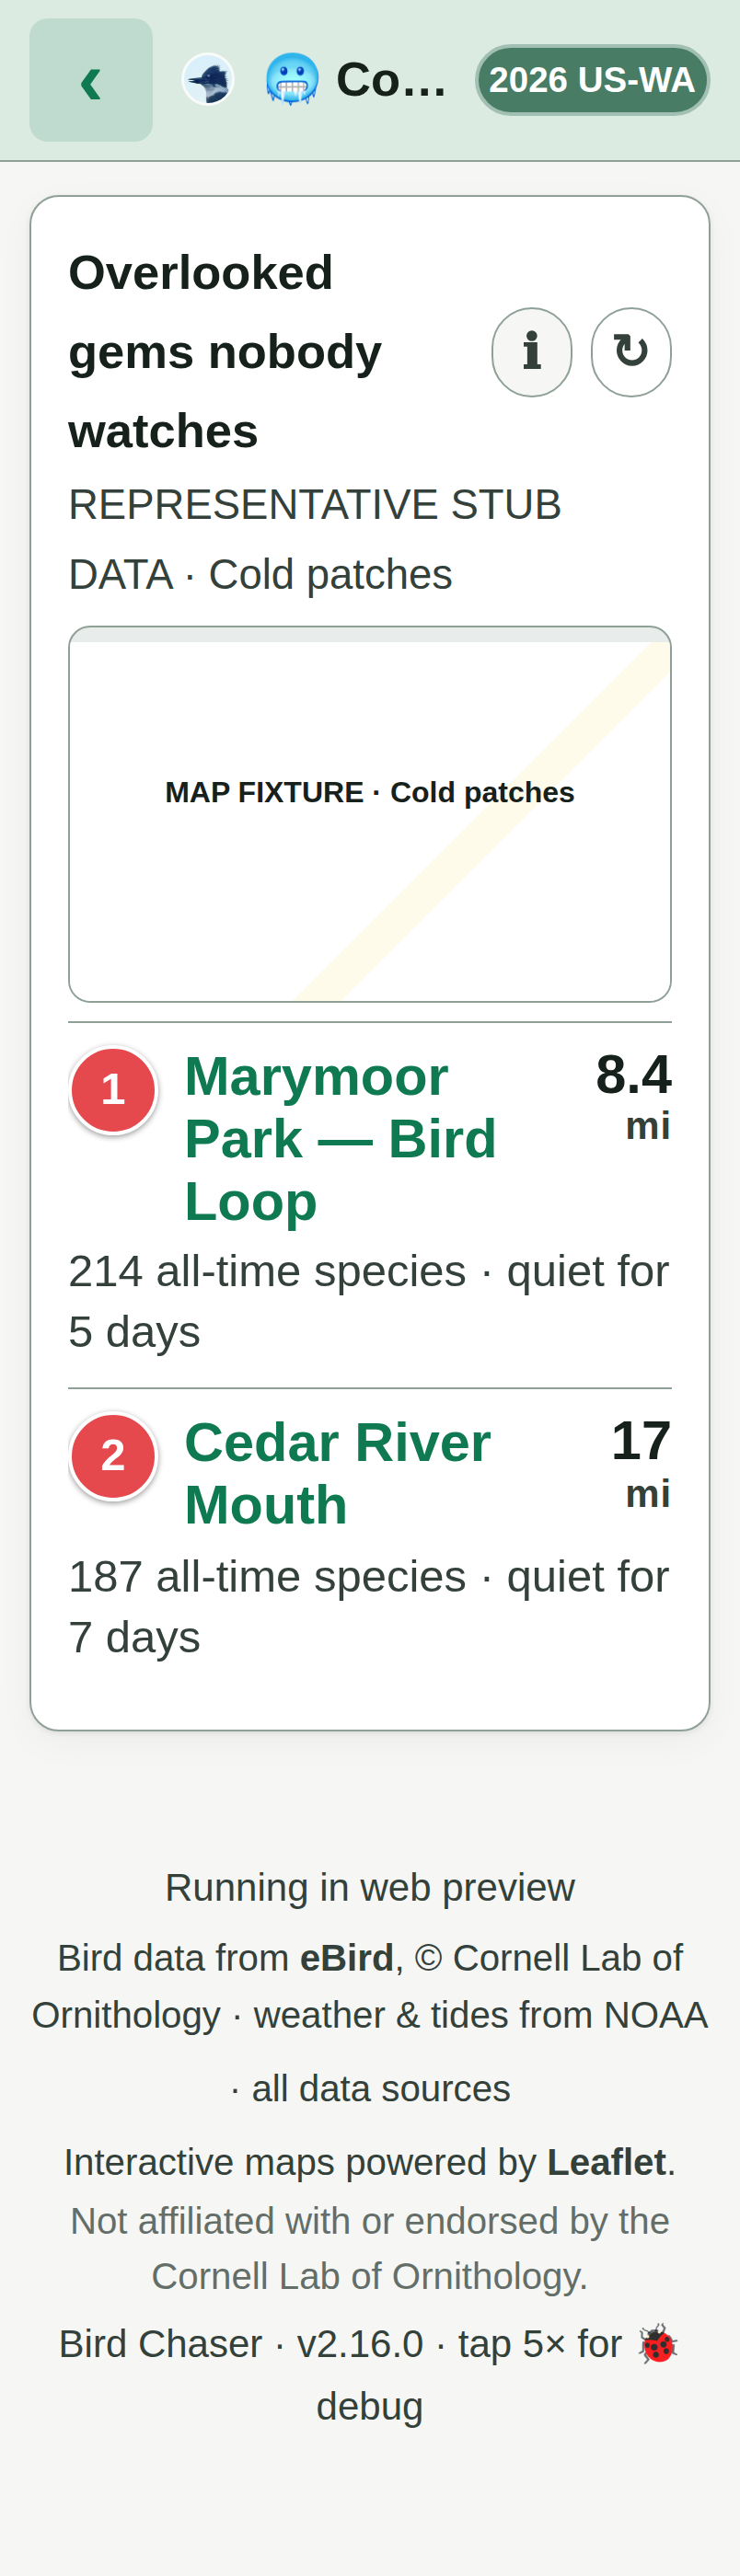 ‹ 🥶 Co... 2026 US-WA
Overlooked
gems nobody
watches
ℹ ↻
REPRESENTATIVE STUB
DATA · Cold patches
MAP FIXTURE · Cold patches
1 Marymoor 8.4
Park — Bird mi
Loop
214 all-time species · quiet for
5 days
2 Cedar River 17
Mouth mi
187 all-time species · quiet for
7 days
Running in web preview
Bird data from eBird, © Cornell Lab of
Ornithology · weather & tides from NOAA
· all data sources
Interactive maps powered by Leaflet.
Not affiliated with or endorsed by the
Cornell Lab of Ornithology.
Bird Chaser · v2.16.0 · tap 5× for 🐞
debug